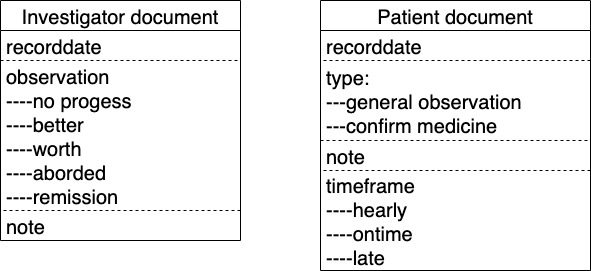 Investigator document
recorddate
observation
----no progess
----better
----worth
----aborded
----remission
note
Patient document
recorddate
type:
---general observation
---confirm medicine
note
timeframe
----hearly
----ontime
----late